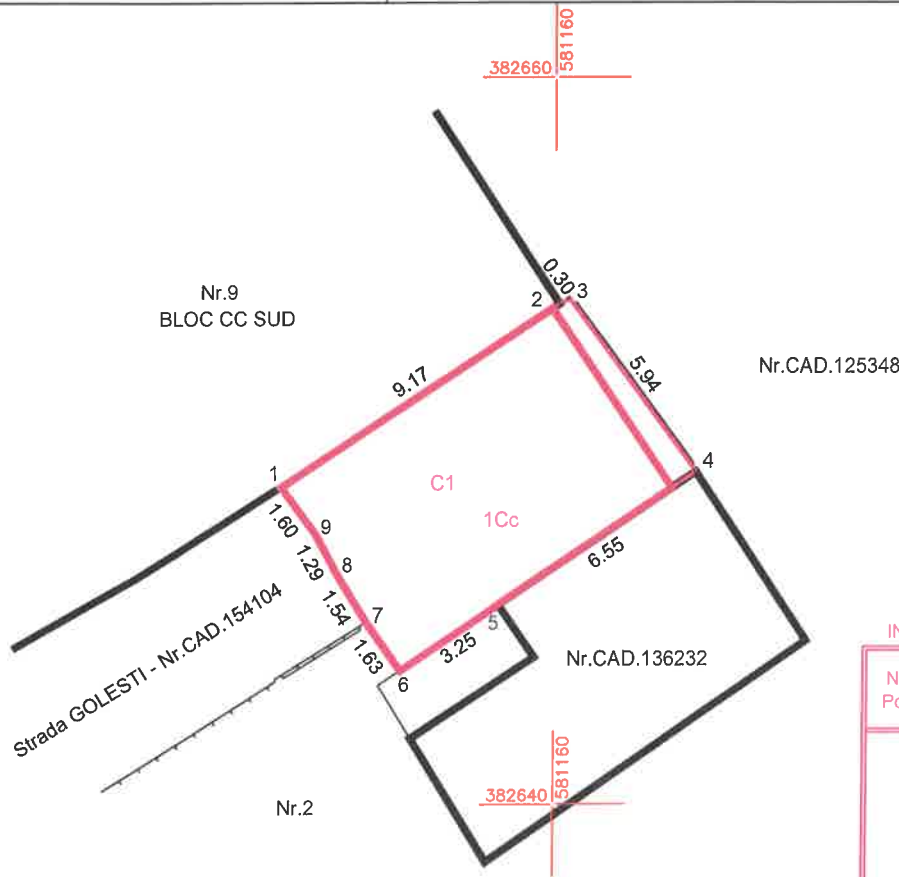 581160
382660
Nr.9
BLOC CC SUD
0.30
2
3
5.94
Nr.CAD.125348
9.17
1
C1
4
1.60
9
1Cc
8
1.29
6.55
1.54
7
Strada GOLESTI - Nr.CAD.154104
5
1.63
3.25
6
Nr.CAD.136232
IN
N
Po
581160
382640
Nr.2